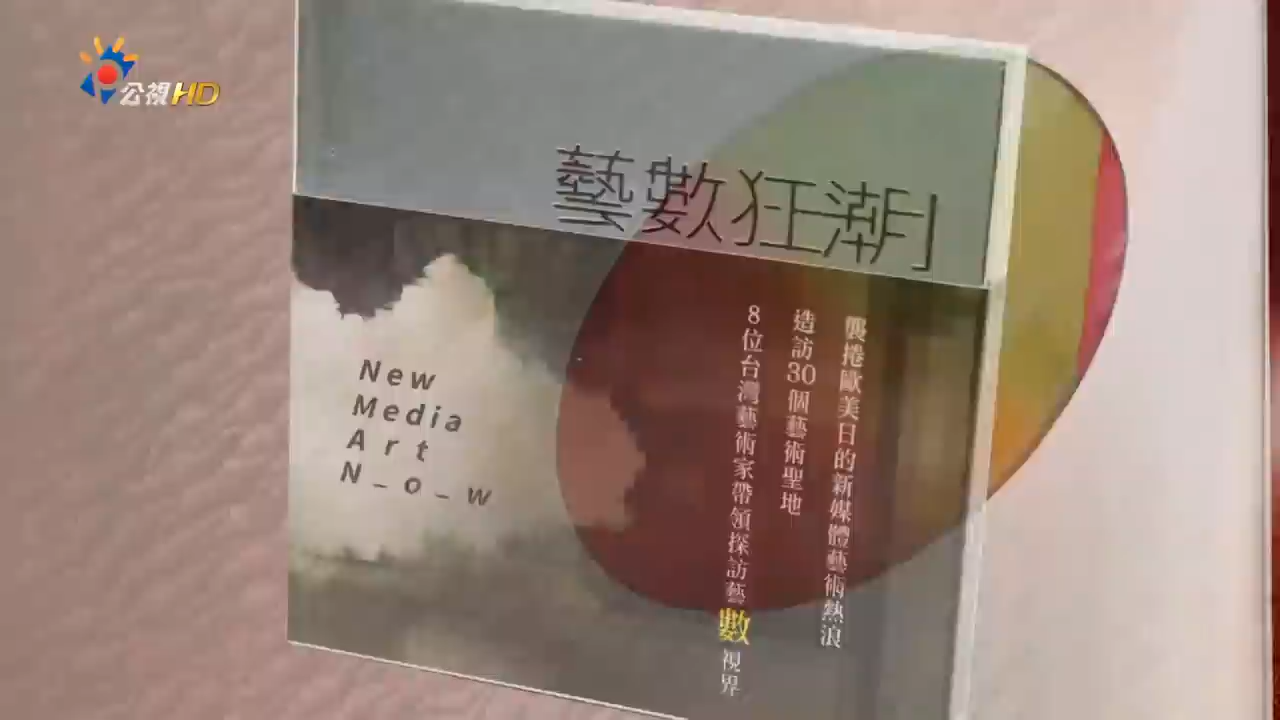 公視HD
藝數狂潮
襲捲歐美日的新媒體藝術熱浪
造訪30個藝術聖地
8位台灣藝術家帶領探訪藝數視界
New
Media
Art
N_o_w